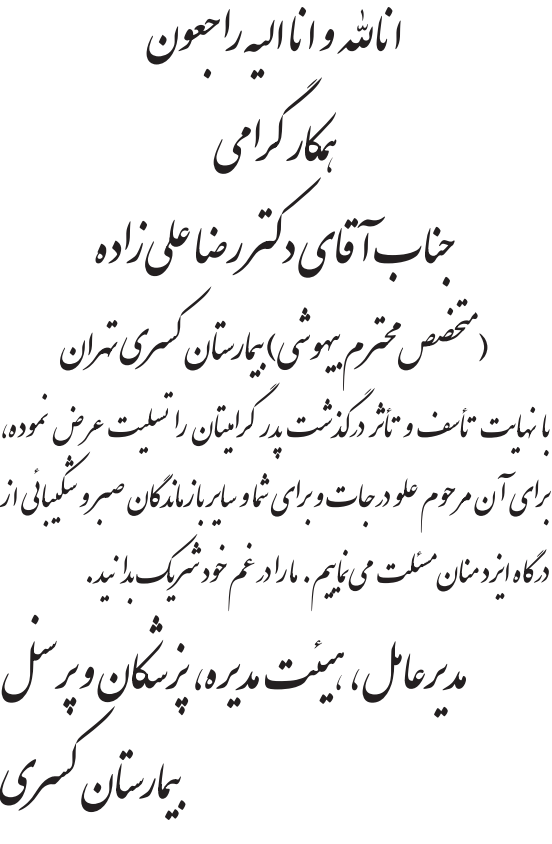 انالله و انا الیه راجعون
همکار گرامی
جناب آقای دکتر رضا علی زاده
(متخصص محترم بیهوشی) بیمارستان کسری تهران
با نهایت تأسف و تأثر درگذشت پدر گرامیتان را تسلیت عرض نموده،
برای آن مرحوم علو درجات و برای شما و سایر بازماندگان صبر و شکیبائی از
درگاه ایزد منان مسئلت می‌نماییم. ما را در غم خود شریک بدانید.
مدیرعامل، هیئت مدیره، پزشکان و پرسنل
بیمارستان کسری